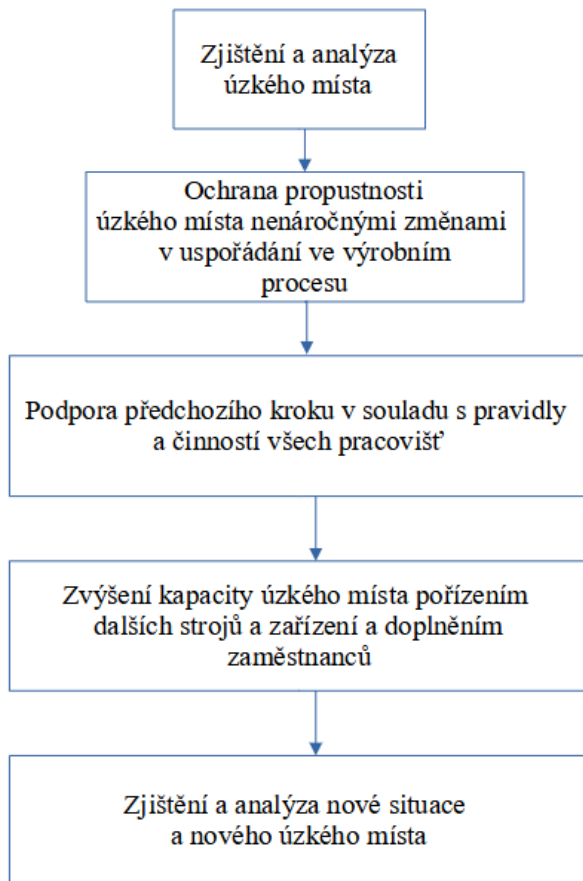 Zjištění a analýza
úzkého místa
Ochrana propustnosti
úzkého místa nenáročnými změnami
v uspořádání ve výrobním
procesu
Podpora předchozího kroku v souladu s pravidly
a činností všech pracovišť
Zvýšení kapacity úzkého místa pořízením
dalších strojů a zařízení a doplněním
zaměstnanců
Zjištění a analýza nové situace
a nového úzkého místa